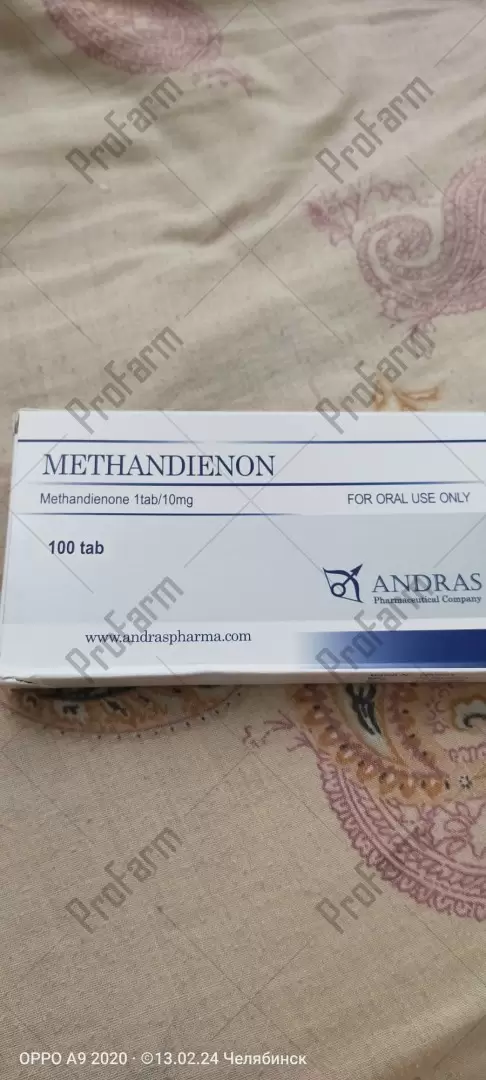 ProFarm
ProFarm
ProFarm
ProFarm
METHANDIENON
Methandienone 1tab/10mg
FOR ORAL USE ONLY
100 tab
ANDRAS
Pharmaceutical Company
ProFarm
ProFarm
www.andraspharma.com
ProFarm
ProFarm
OPPO A9 2020 · ©13.02.24 Челябинск